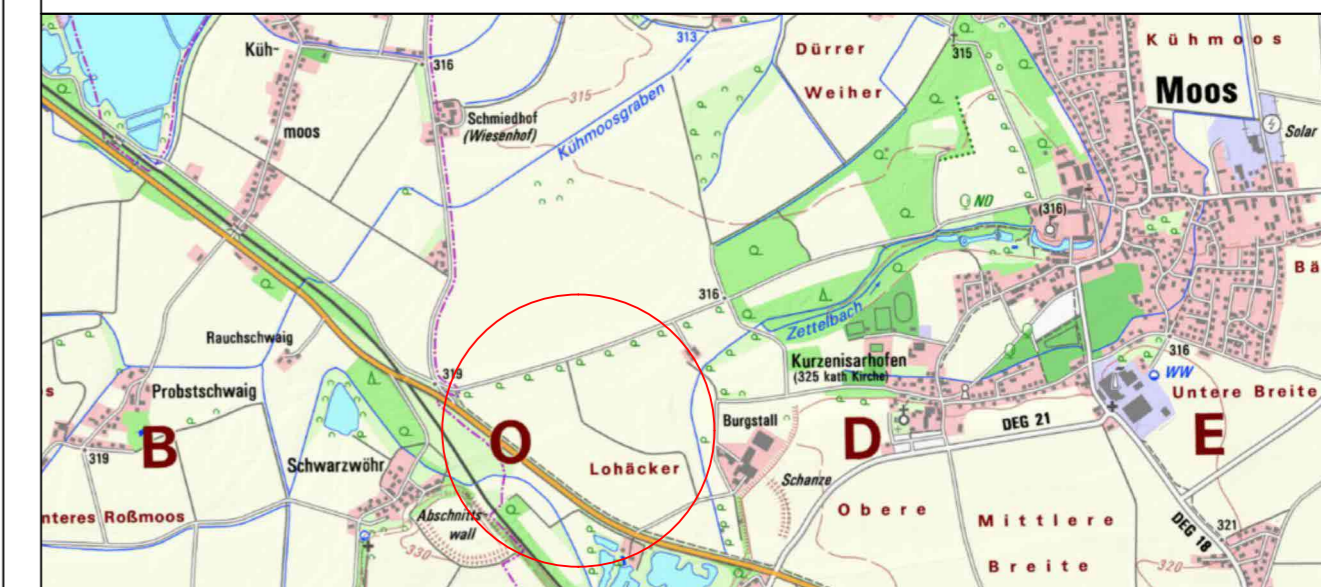 Küh-
moos
316
Schmiedhof
(Wiesenhof)
315
Kühmoosgraben
313
Dürrer
Weiher
315
Kühmoos
Moos
Solar
ND
(316)
Bä
316
Zettelbach
Kurzenisarhofen
(325 kath Kirche)
316
WW
Untere Breite
Rauchschwaig
Probstschwaig
319
s
319
B
O
D
E
Schwarzwöhr
Lohäcker
Burgstall
DEG 21
Schanze
nteres Roßmoos
Abschnitts-
wall
330
Obere
Mittlere
Breite
DEG 18
321
320